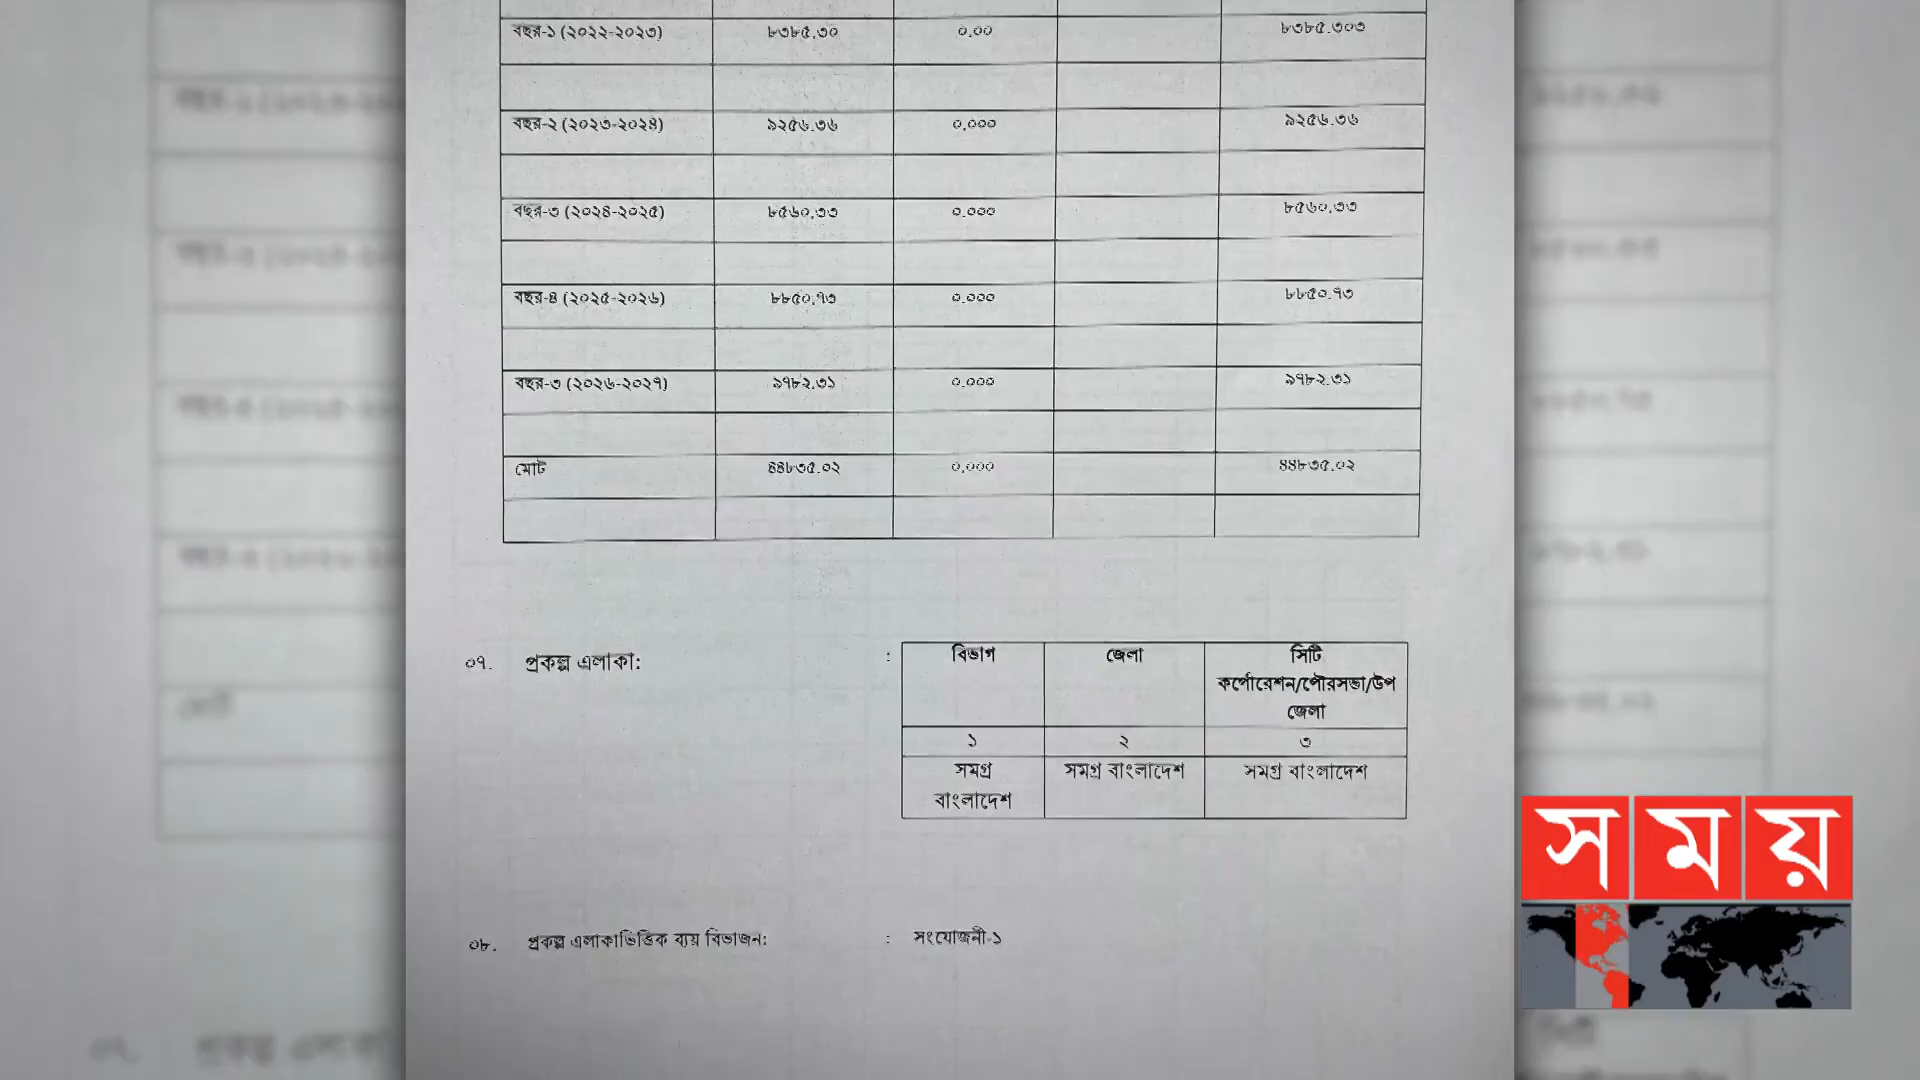 বছর-১ (২০২২-২০২৩) ৮৩৮৫.৩০ ০.০০ ৮৩৮৫.৩০৩
বছর-২ (২০২৩-২০২৪) ৯২৫৬.৩৬ ০.০০০ ৯২৫৬.৩৬
বছর-৩ (২০২৪-২০২৫) ৮৫৬০.৩৩ ০.০০০ ৮৫৬০.৩৩
বছর-৪ (২০২৫-২০২৬) ৮৮৫০.৭৩ ০.০০০ ৮৮৫০.৭৩
বছর-৩ (২০২৬-২০২৭) ৯৭৮২.৩১ ০.০০০ ৯৭৮২.৩১
মোট ৪৪৮৩৫.০২ ০.০০০ ৪৪৮৩৫.০২
০৭. প্রকল্প এলাকা: : বিভাগ জেলা সিটি
কর্পোরেশন/পৌরসভা/উপ
জেলা
১ ২ ৩
সমগ্র সমগ্র বাংলাদেশ সমগ্র বাংলাদেশ
বাংলাদেশ
সময়
০৮. প্রকল্প এলাকাভিত্তিক ব্যয় বিভাজন: : সংযোজনী-১